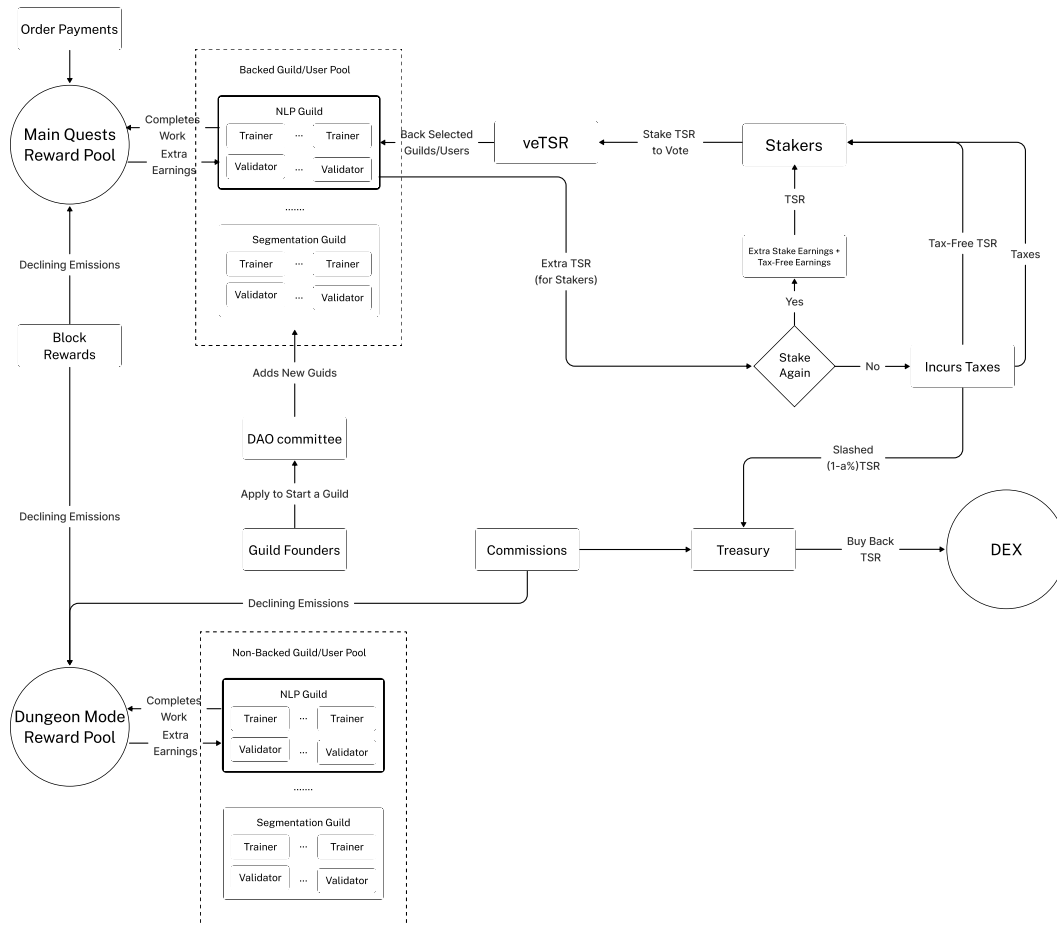 Order Payments
Main Quests
Reward Pool
Completes
Work
Extra
Earnings
Backed Guild/User Pool
NLP Guild
Trainer
...
Trainer
Validator
...
Validator
.......
Segmentation Guild
Trainer
...
Trainer
Validator
...
Validator
Back Selected
Guilds/Users
veTSR
Stake TSR
to Vote
Stakers
TSR
Extra Stake Earnings +
Tax-Free Earnings
Yes
Stake
Again
No
Incurs Taxes
Tax-Free TSR
Taxes
Extra TSR
(for Stakers)
Declining Emissions
Block
Rewards
Declining Emissions
Adds New Guids
DAO committee
Apply to Start a Guild
Guild Founders
Slashed
(1-a%)TSR
Commissions
Treasury
Buy Back
TSR
DEX
Declining Emissions
Dungeon Mode
Reward Pool
Completes
Work
Extra
Earnings
Non-Backed Guild/User Pool
NLP Guild
Trainer
...
Trainer
Validator
...
Validator
.......
Segmentation Guild
Trainer
...
Trainer
Validator
...
Validator